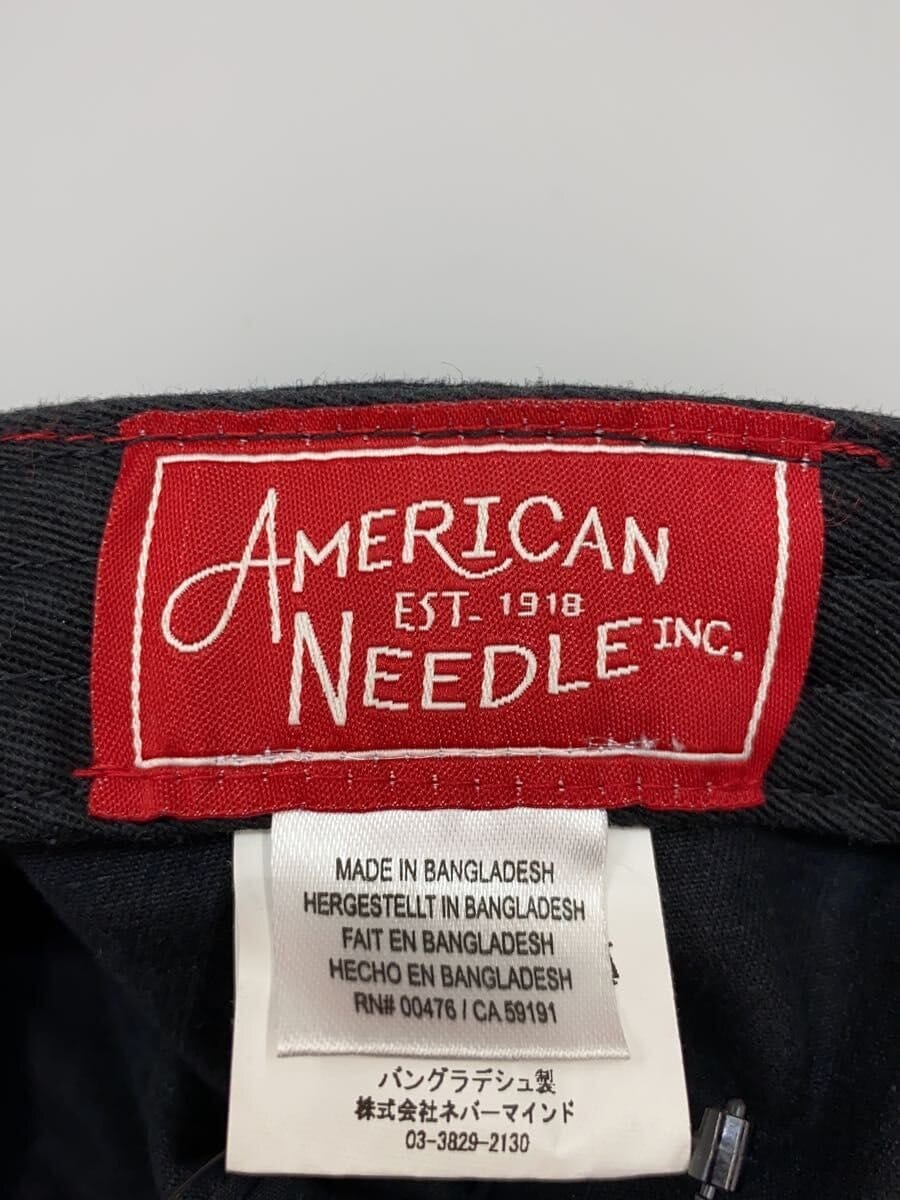 AMERICAN
EST. 1918
NEEDLE INC.
MADE IN BANGLADESH
HERGESTELLT IN BANGLADESH
FAIT EN BANGLADESH
HECHO EN BANGLADESH
RN# 00476 / CA 59191
バングラデシュ製
株式会社ネバーマインド
03-3829-2130